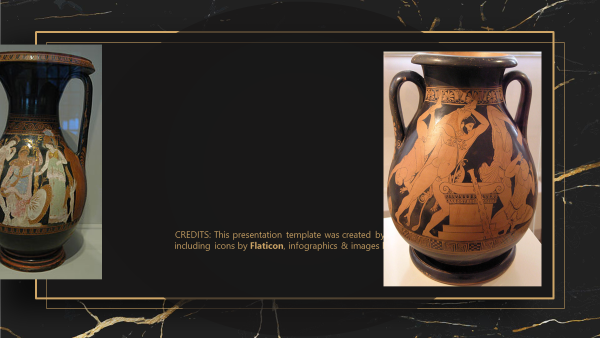 CREDITS: This presentation template was created by
including icons by Flaticon, infographics & images